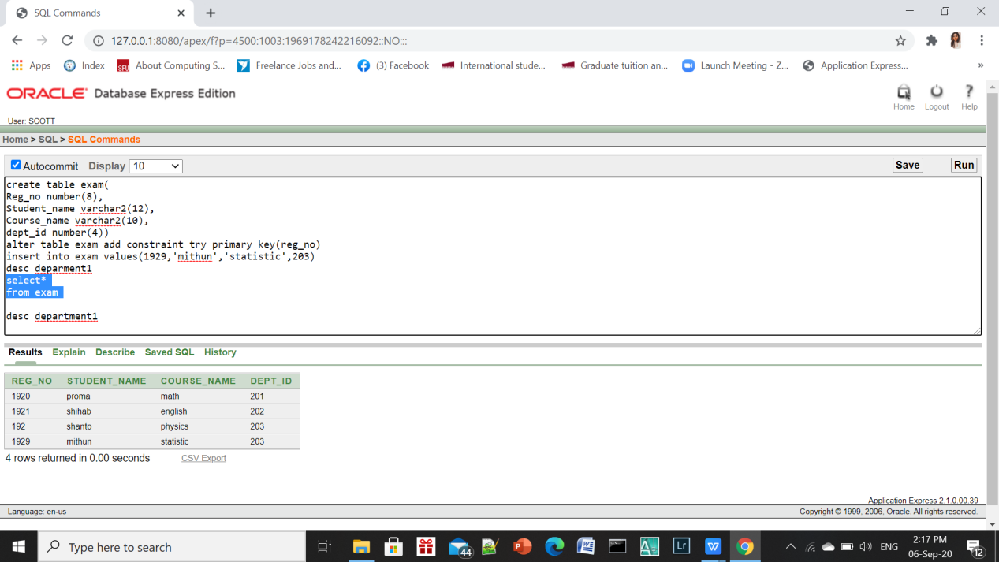 SQL Commands
127.0.0.1:8080/apex/f?p=4500:1003:1969178242216092::NO:::
Apps Index SFU About Computing S... Freelance Jobs and... (3) Facebook International stude... Graduate tuition an... Launch Meeting - Z... Application Express... »
ORACLE Database Express Edition
Home Logout Help
User: SCOTT
Home > SQL > SQL Commands
Autocommit Display 10 Save Run
create table exam(
Reg_no number(8),
Student_name varchar2(12),
Course_name varchar2(10),
dept_id number(4))
alter table exam add constraint try primary key(reg_no)
insert into exam values(1929,'mithun','statistic',203)
desc deparment1
select*
from exam
desc department1
Results Explain Describe Saved SQL History
REG_NO STUDENT_NAME COURSE_NAME DEPT_ID
1920 proma math 201
1921 shihab english 202
192 shanto physics 203
1929 mithun statistic 203
4 rows returned in 0.00 seconds CSV Export
Application Express 2.1.0.00.39
Language: en-us Copyright © 1999, 2006, Oracle. All rights reserved.
Type here to search 44 Lr ENG 2:17 PM
06-Sep-20 12